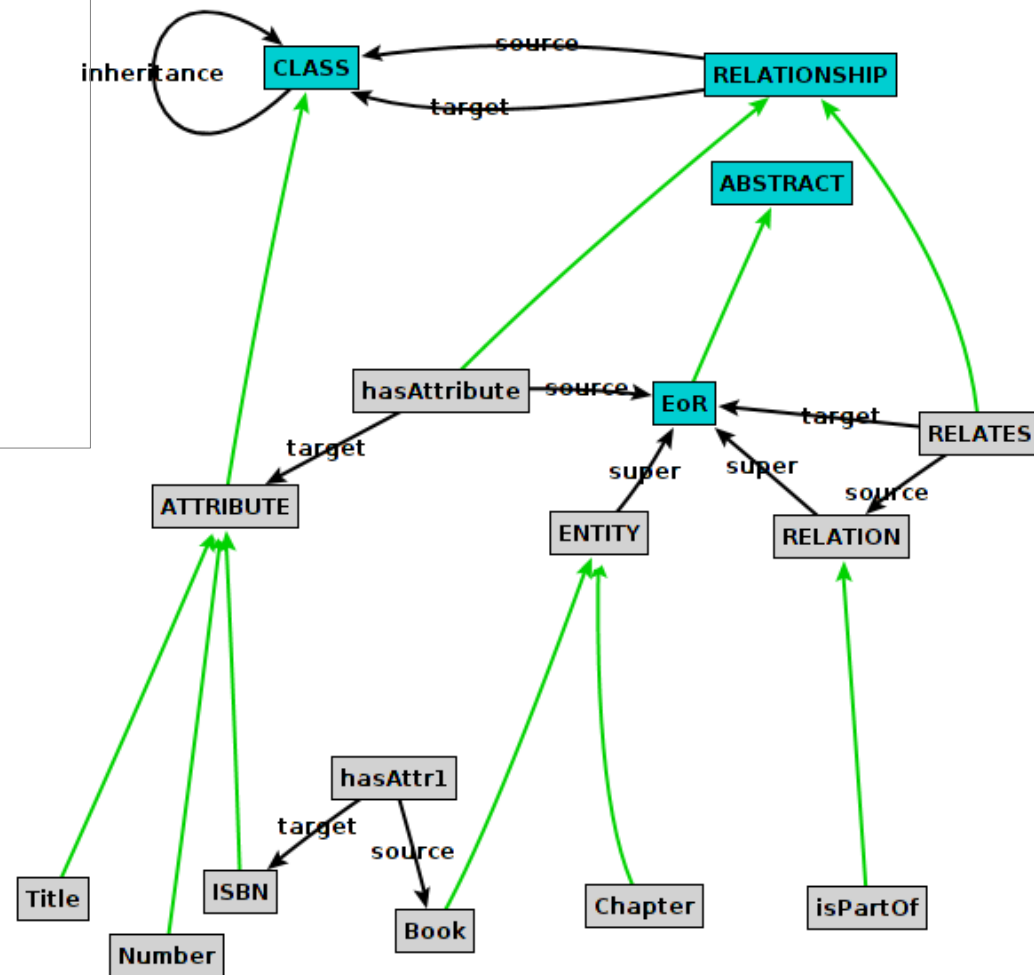 source
CLASS
inheritance
RELATIONSHIP
target
ABSTRACT
hasAttribute
source
EoR
target
RELATES
target
super
super
source
ATTRIBUTE
ENTITY
RELATION
hasAttr1
target
source
Title
ISBN
Chapter
isPartOf
Book
Number